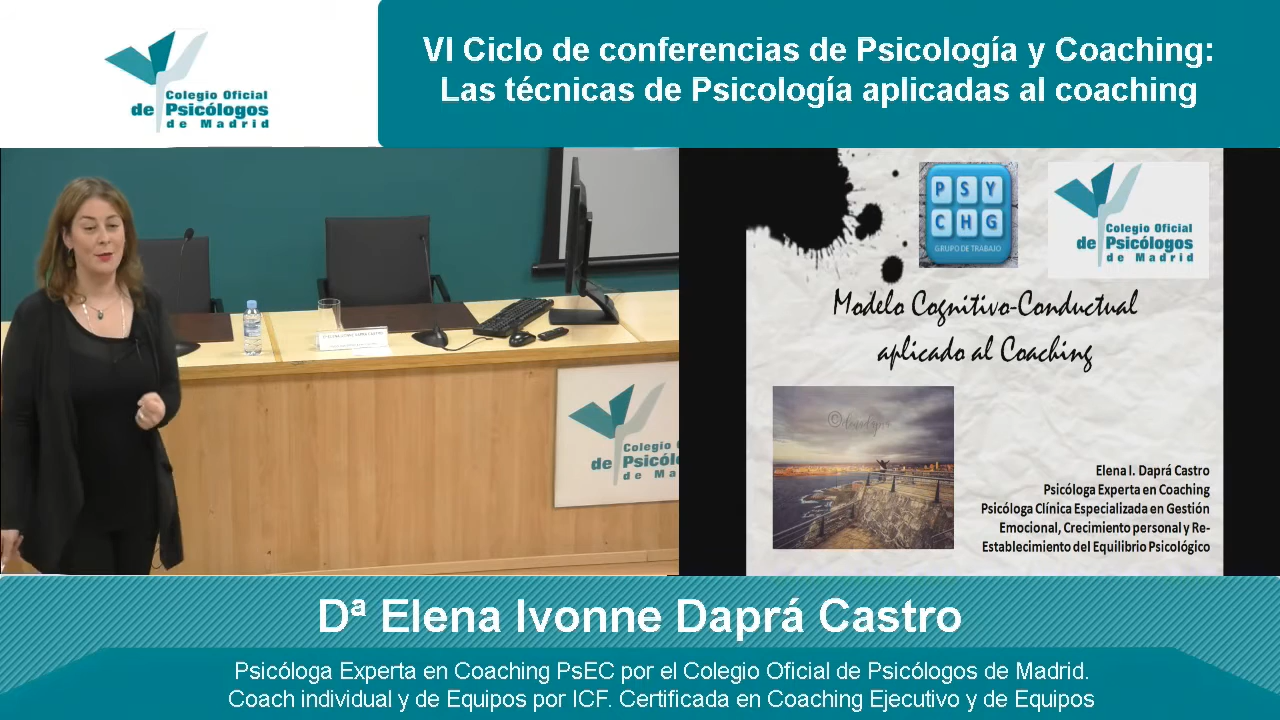 Colegio Oficial
de Psicólogos
de Madrid
VI Ciclo de conferencias de Psicología y Coaching:
Las técnicas de Psicología aplicadas al coaching
Colegio O
de Psicól
de Ma
PSY
CHG
GRUPO DE TRABAJO
Colegio Oficial
de Psicólogos
de Madrid
Modelo Cognitivo-Conductual
aplicado al Coaching
Elena I. Daprá Castro
Psicóloga Experta en Coaching
Psicóloga Clínica Especializada en Gestión
Emocional, Crecimiento personal y Re-
Establecimiento del Equilibrio Psicológico
Dª Elena Ivonne Daprá Castro
Psicóloga Experta en Coaching PsEC por el Colegio Oficial de Psicólogos de Madrid.
Coach individual y de Equipos por ICF. Certificada en Coaching Ejecutivo y de Equipos